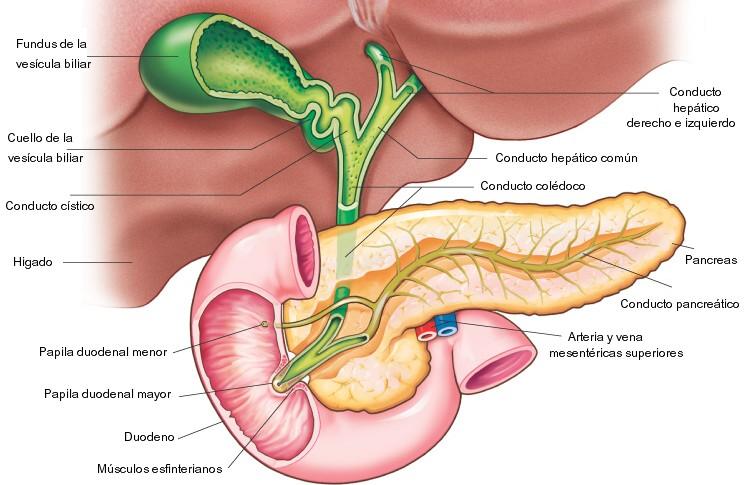 Fundus de la
vesícula biliar
Cuello de la
vesícula biliar
Conducto cístico
Higado
Papila duodenal menor
Papila duodenal mayor
Duodeno
Músculos esfinterianos
Conducto
hepático
derecho e izquierdo
Conducto hepático común
Conducto colédoco
Pancreas
Conducto pancreático
Arteria y vena
mesentéricas superiores